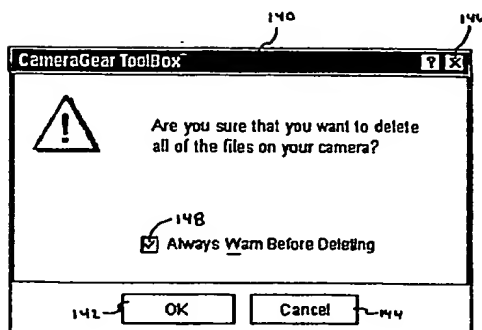 140
146
CameraGear ToolBox ? X
Are you sure that you want to delete
all of the files on your camera?
148
Always Warn Before Deleting
142 OK Cancel 144